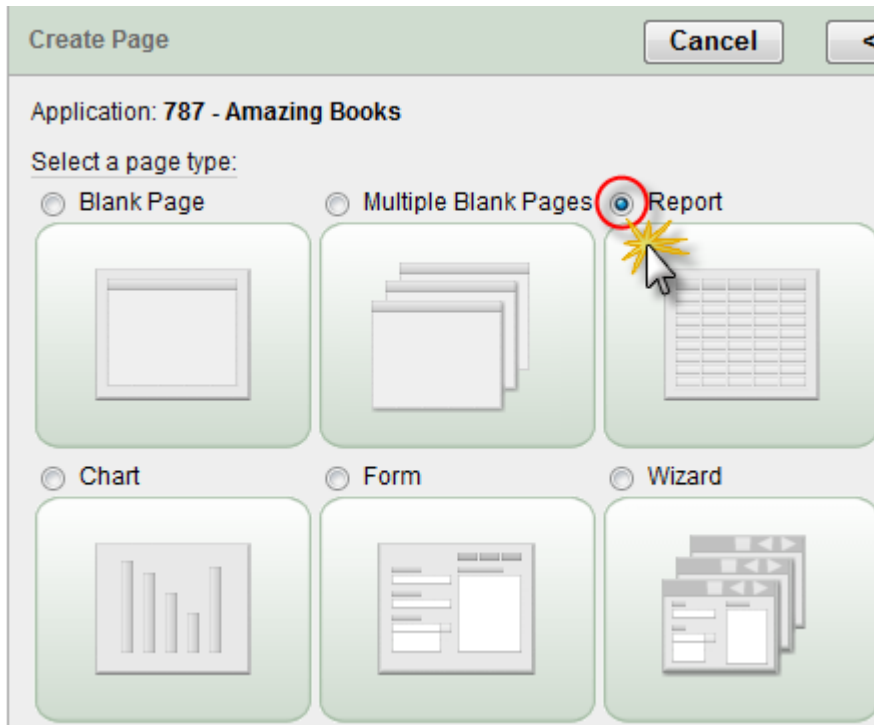 Create Page
Cancel
<
Application: 787 - Amazing Books
Select a page type:
Blank Page
Multiple Blank Pages
Report
Chart
Form
Wizard